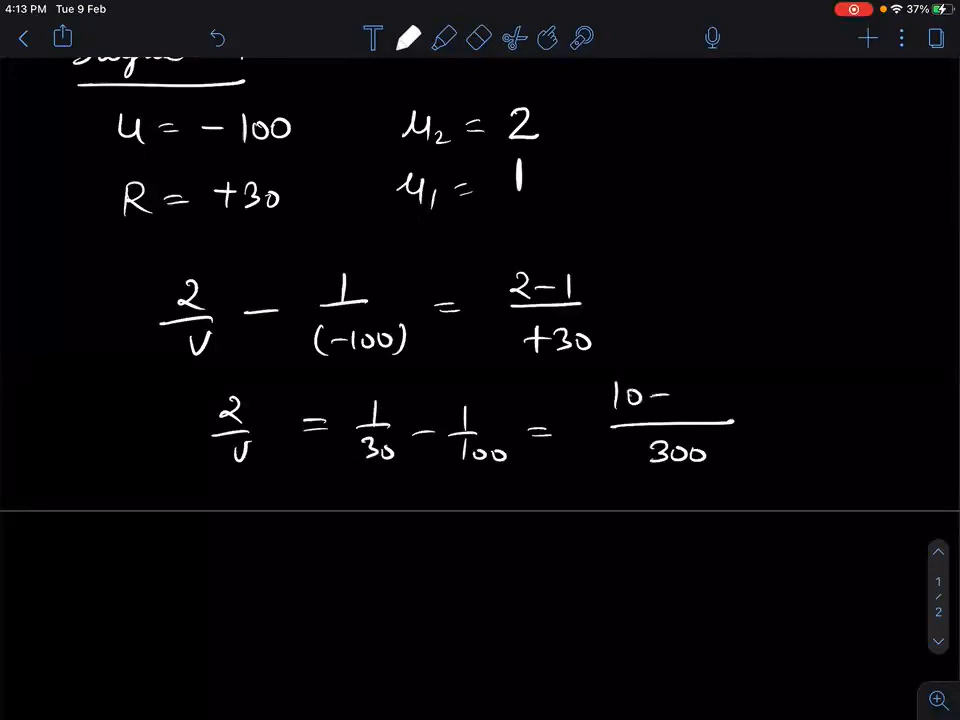 4:13 PM Tue 9 Feb 37%
T
u = - 100 μ₂ = 2
R = +30 μ₁ = 1
2/v - 1/(-100) = 2-1/+30
2/v = 1/30 - 1/100 = 10-/300
1/2